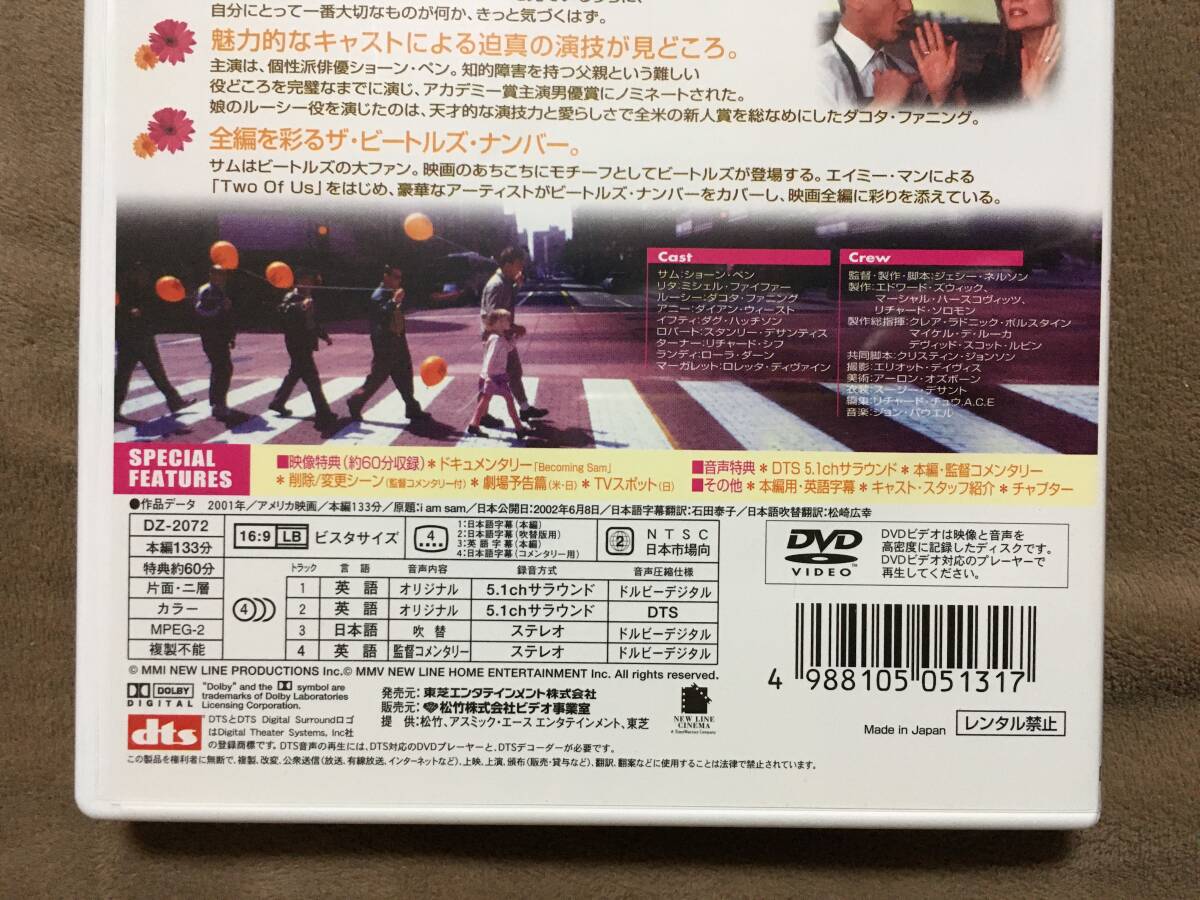 自分にとって一番大切なものが何か、きっと気づくはず。
魅力的なキャストによる迫真の演技が見どころ。
主演は、個性派俳優ショーン・ペン。知的障害を持つ父親という難しい
役どころを完璧なまでに演じ、アカデミー賞主演男優賞にノミネートされた。
娘のルーシー役を演じたのは、天才的な演技力と愛らしさで全米の新人賞を総なめにしたダコタ・ファニング。
全編を彩るザ・ビートルズ・ナンバー。
サムはビートルズの大ファン。映画のあちこちにモチーフとしてビートルズが登場する。エイミー・マンによる
「Two Of Us」をはじめ、豪華なアーティストがビートルズ・ナンバーをカバーし、映画全編に彩りを添えている。
Cast
サム:ショーン・ペン
リタ:ミシェル・ファイファー
ルーシー:ダコタ・ファニング
アニー:ダイアン・ウィースト
イフティ:ダグ・ハッチソン
ロバート:スタンリー・デサンティス
ターナー:リチャード・シフ
ランディ:ローラ・ダーン
マーガレット:ロレッタ・ディヴァイン
Crew
監督・製作・脚本:ジェシー・ネルソン
製作:エドワード・ズウィック、
マーシャル・ハースコヴィッツ、
リチャード・ソロモン
製作総指揮:クレア・ラドニック・ポルスタイン
マイケル・デ・ルーカ
デヴィッド・スコット・ルビン
共同脚本:クリスティン・ジョンソン
撮影:エリオット・デイヴィス
美術:アーロン・オズボーン
衣装:スージー・デサント
編集:リチャード・チュウ,A.C.E
音楽:ジョン・パウエル
SPECIAL
FEATURES
■映像特典(約60分収録)＊ドキュメンタリー「Becoming Sam」
＊削除/変更シーン(監督コメンタリー付)＊劇場予告篇(米・日)＊TVスポット(日)
■音声特典＊DTS 5.1chサラウンド＊本編・監督コメンタリー
■その他＊本編用・英語字幕＊キャスト・スタッフ紹介＊チャプター
●作品データ 2001年/アメリカ映画/本編133分/原題:i am sam/日本公開日:2002年6月8日/日本語字幕翻訳:石田泰子/日本語吹替翻訳:松崎広幸
DZ-2072
本編133分
特典約60分
片面・二層
カラー
MPEG-2
複製不能
16:9 LB ビスタサイズ
4
1:日本語字幕(本編)
2:日本語字幕(吹替版用)
3:英語字幕(本編)
4:日本語字幕(コメンタリー用)
2 NTSC
日本市場向
4
トラック 言語 音声内容 録音方式 音声圧縮仕様
1 英語 オリジナル 5.1chサラウンド ドルビーデジタル
2 英語 オリジナル 5.1chサラウンド DTS
3 日本語 吹替 ステレオ ドルビーデジタル
4 英語 監督コメンタリー ステレオ ドルビーデジタル
DVD
VIDEO
DVDビデオは映像と音声を
高密度に記録したディスクです。
DVDビデオ対応のプレーヤーで
再生してください。
4 988105 051317
© MMI NEW LINE PRODUCTIONS Inc.© MMV NEW LINE HOME ENTERTAINMENT Inc. All rights reserved.
DOLBY
DIGITAL
"Dolby" and the symbol are
trademarks of Dolby Laboratories
Licensing Corporation.
発売元:東芝エンタテインメント株式会社
販売元:松竹株式会社ビデオ事業室
提 供:松竹、アスミック・エース エンタテインメント、東芝
NEW LINE
CINEMA
A TimeWarner Company
Made in Japan
レンタル禁止
dts
DTSとDTS Digital Surroundロゴ
はDigital Theater Systems, Inc社
の登録商標です。DTS音声の再生には、DTS対応のDVDプレーヤーと、DTSデコーダーが必要です。
この製品を権利者に無断で、複製、改変、公衆送信(放送、有線放送、インターネットなど)、上映、上演、頒布(販売・貸与など)、翻訳、翻案などに使用することは法律で禁止されています。